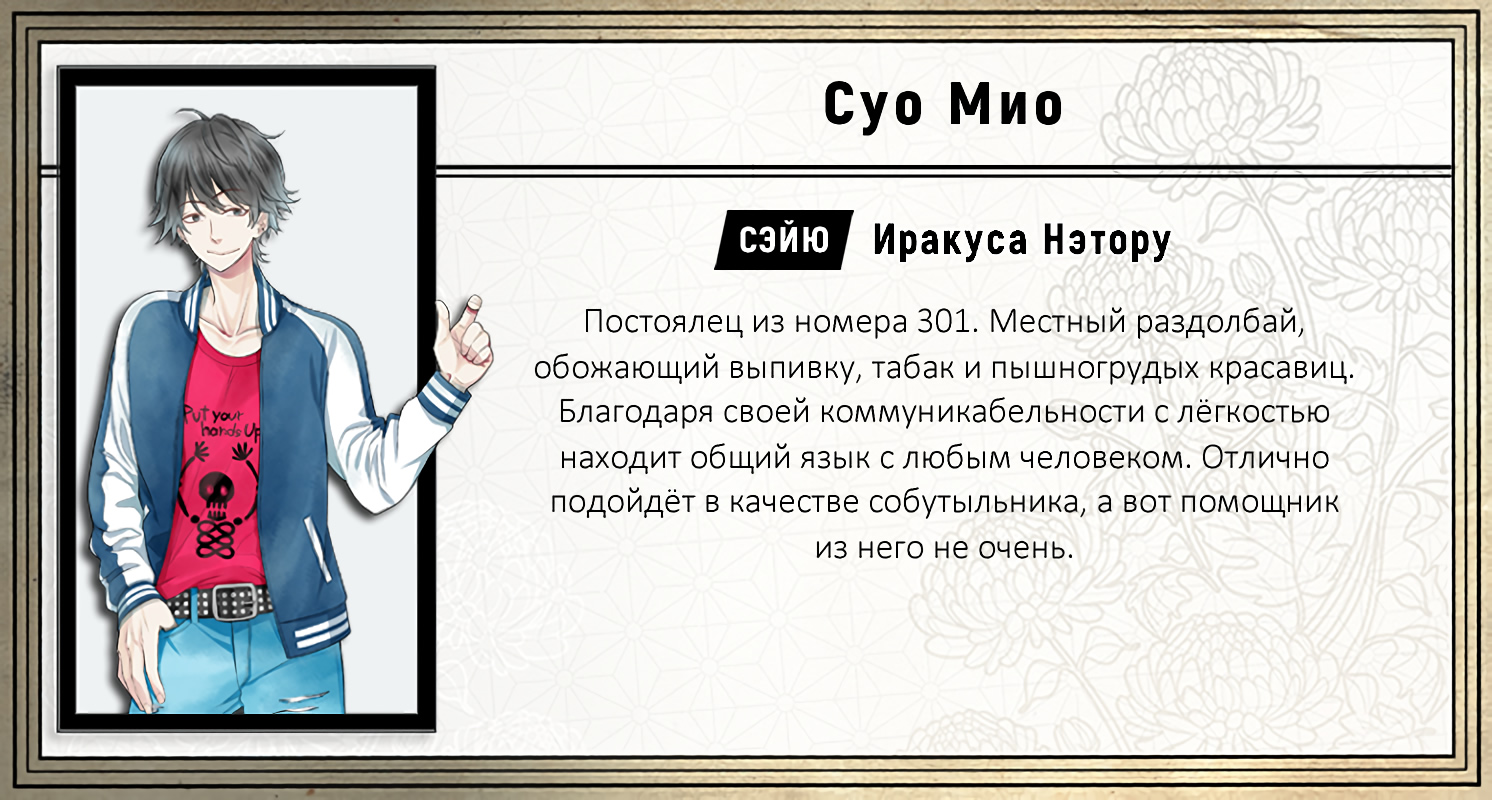 Суо Мио
СЭЙЮ Иракуса Нэтору
Постоялец из номера 301. Местный раздолбай,
обожающий выпивку, табак и пышногрудых красавиц.
Благодаря своей коммуникабельности с лёгкостью
находит общий язык с любым человеком. Отлично
подойдёт в качестве собутыльника, а вот помощник
из него не очень.
Put your
hands Up